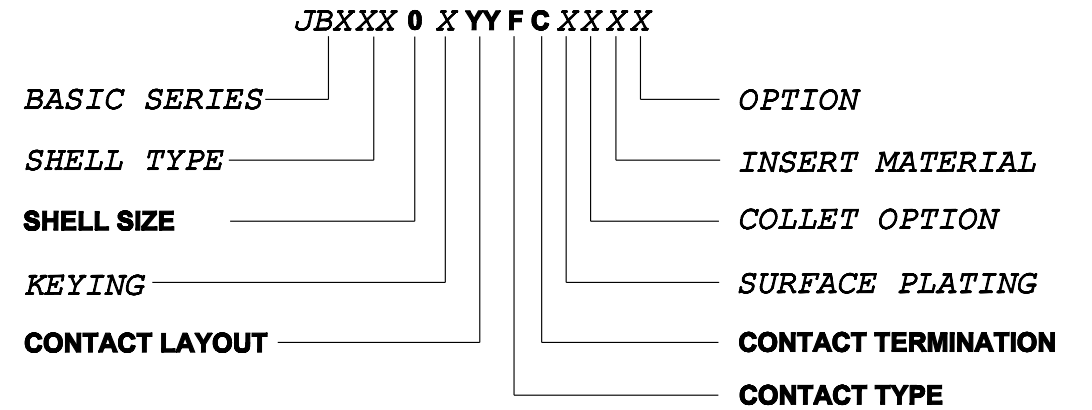 JBXXX 0 X YY F C XXXX
BASIC SERIES
OPTION
SHELL TYPE
INSERT MATERIAL
SHELL SIZE
COLLET OPTION
KEYING
SURFACE PLATING
CONTACT LAYOUT
CONTACT TERMINATION
CONTACT TYPE